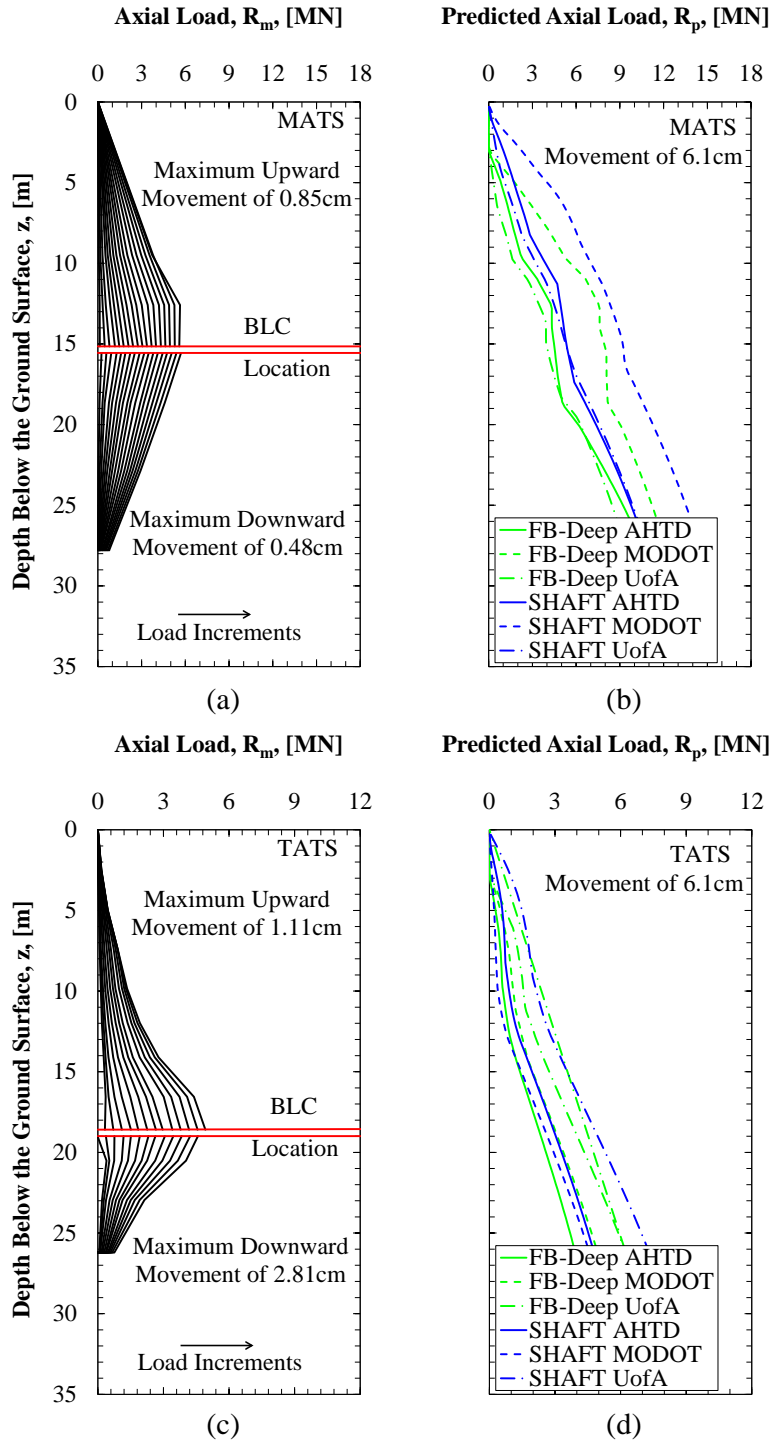 Axial Load, Rm, [MN]
0 3 6 9 12 15 18
Depth Below the Ground Surface, z, [m]
0
5
10
15
20
25
30
35
MATS
Maximum Upward
Movement of 0.85cm
BLC
Location
Maximum Downward
Movement of 0.48cm
Load Increments
(a)
Predicted Axial Load, Rp, [MN]
0 3 6 9 12 15 18
MATS
Movement of 6.1cm
FB-Deep AHTD
FB-Deep MODOT
FB-Deep UofA
SHAFT AHTD
SHAFT MODOT
SHAFT UofA
(b)
Axial Load, Rm, [MN]
0 3 6 9 12
Depth Below the Ground Surface, z, [m]
0
5
10
15
20
25
30
35
TATS
Maximum Upward
Movement of 1.11cm
BLC
Location
Maximum Downward
Movement of 2.81cm
Load Increments
(c)
Predicted Axial Load, Rp, [MN]
0 3 6 9 12
TATS
Movement of 6.1cm
FB-Deep AHTD
FB-Deep MODOT
FB-Deep UofA
SHAFT AHTD
SHAFT MODOT
SHAFT UofA
(d)